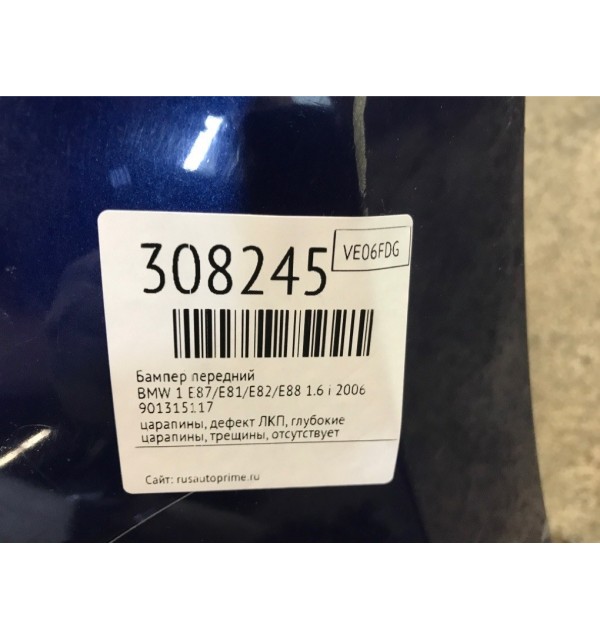 308245
VE06FDG
Бампер передний
BMW 1 E87/E81/E82/E88 1.6 i 2006
901315117
царапины, дефект ЛКП, глубокие
царапины, трещины, отсутствует
Сайт: rusautoprime.ru